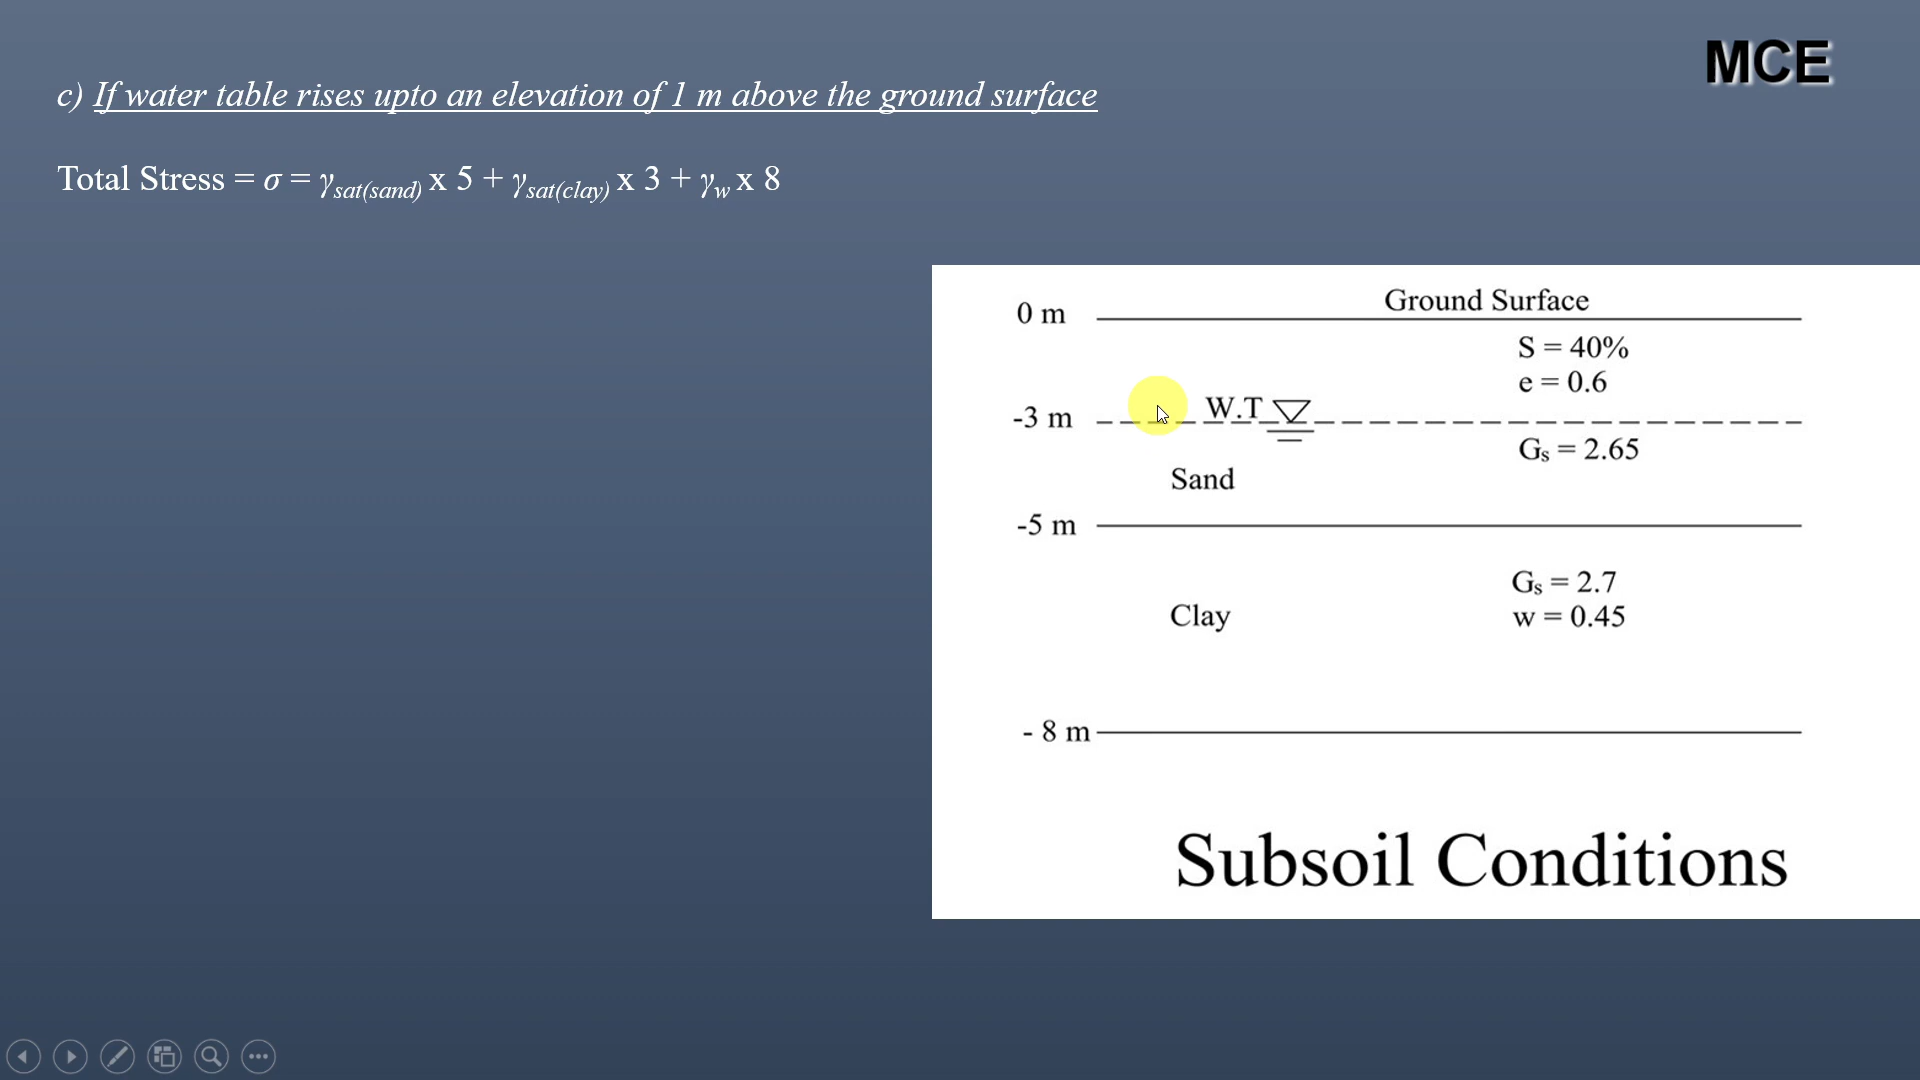 MCE
c) If water table rises upto an elevation of 1 m above the ground surface
Total Stress = σ = γsat(sand) x 5 + γsat(clay) x 3 + γw x 8
Ground Surface
0 m
S = 40%
e = 0.6
W.T
-3 m
Gs = 2.65
Sand
-5 m
Gs = 2.7
Clay
w = 0.45
- 8 m
Subsoil Conditions